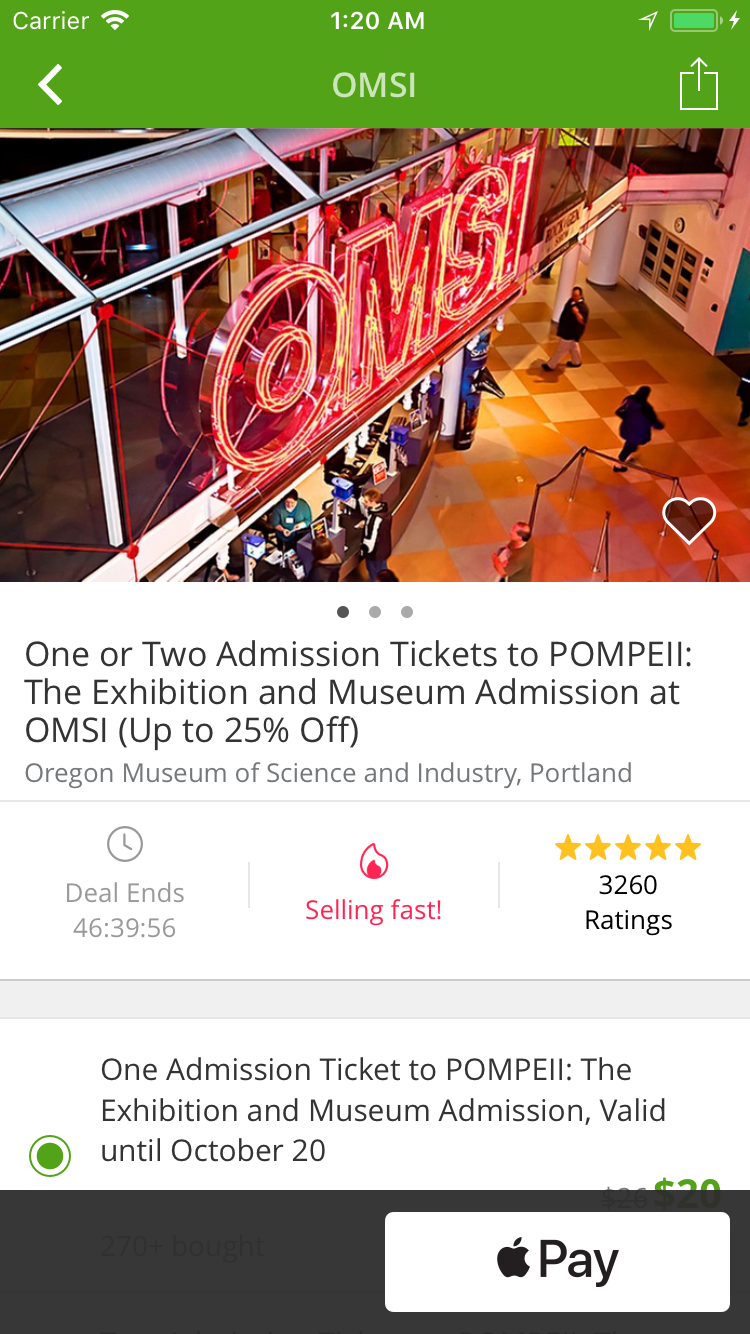 Carrier 1:20 AM
OMSI
OMSI
One or Two Admission Tickets to POMPEII:
The Exhibition and Museum Admission at
OMSI (Up to 25% Off)
Oregon Museum of Science and Industry, Portland
Deal Ends
46:39:56
Selling fast!
3260
Ratings
One Admission Ticket to POMPEII: The
Exhibition and Museum Admission, Valid
until October 20
$26 $20
270+ bought
Pay